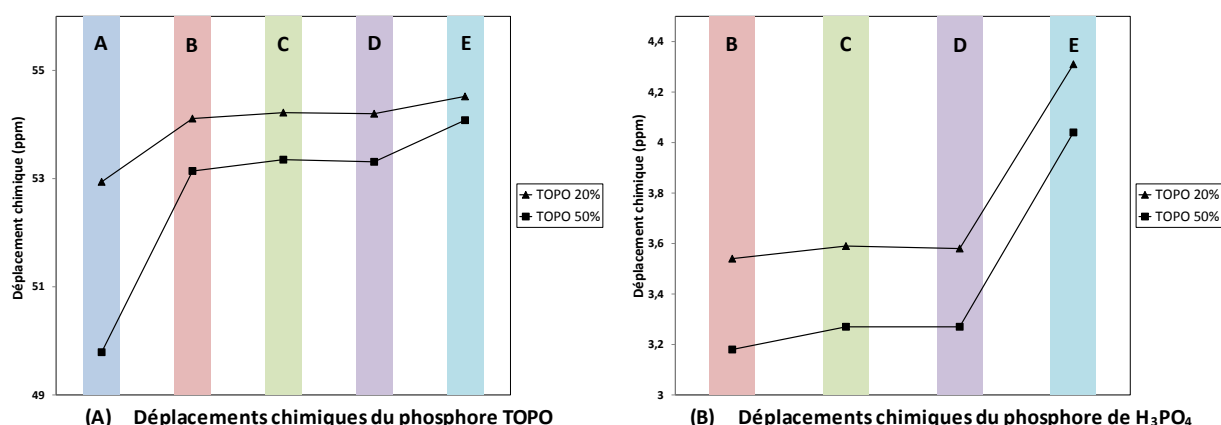 A B C D E
55
53
51
49
Déplacement chimique (ppm)
TOPO 20%
TOPO 50%
(A) Déplacements chimiques du phosphore TOPO
B C D E
4,4
4,2
4
3,8
3,6
3,4
3,2
3
Déplacement chimique (ppm)
TOPO 20%
TOPO 50%
(B) Déplacements chimiques du phosphore de H₃PO₄